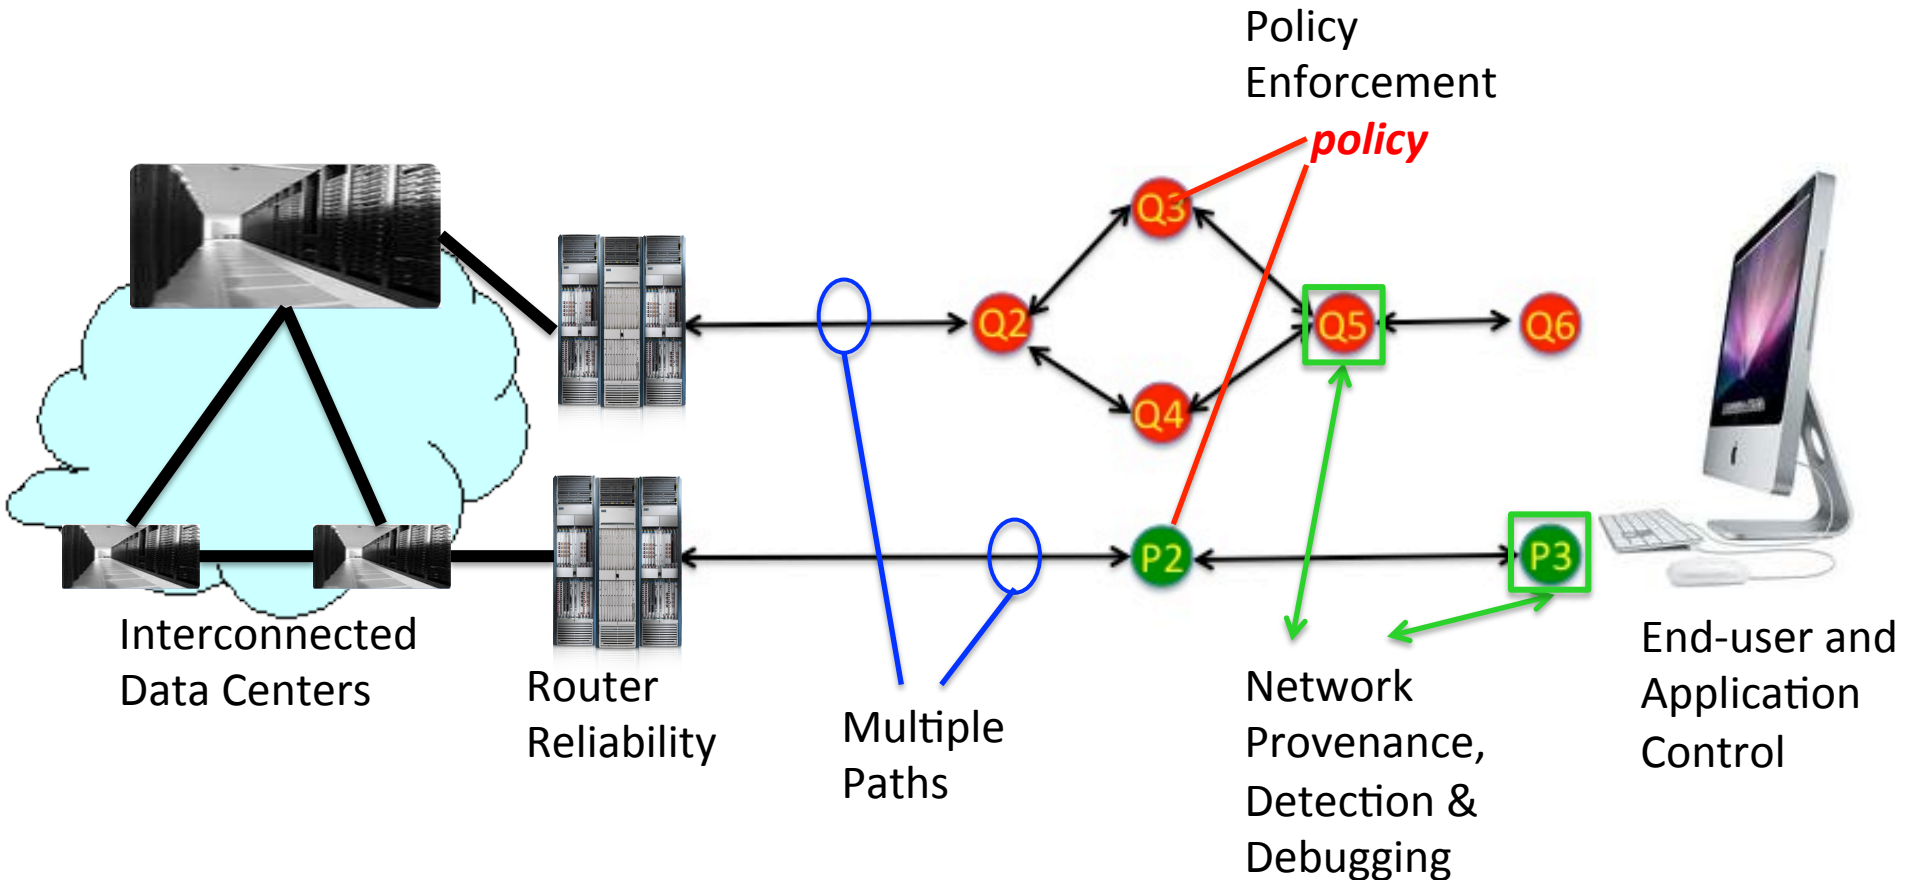 Policy
Enforcement
policy
Q3
Q2
Q5
Q6
Q4
P2
P3
Interconnected
Data Centers
Router
Reliability
Multiple
Paths
Network
Provenance,
Detection &
Debugging
End-user and
Application
Control